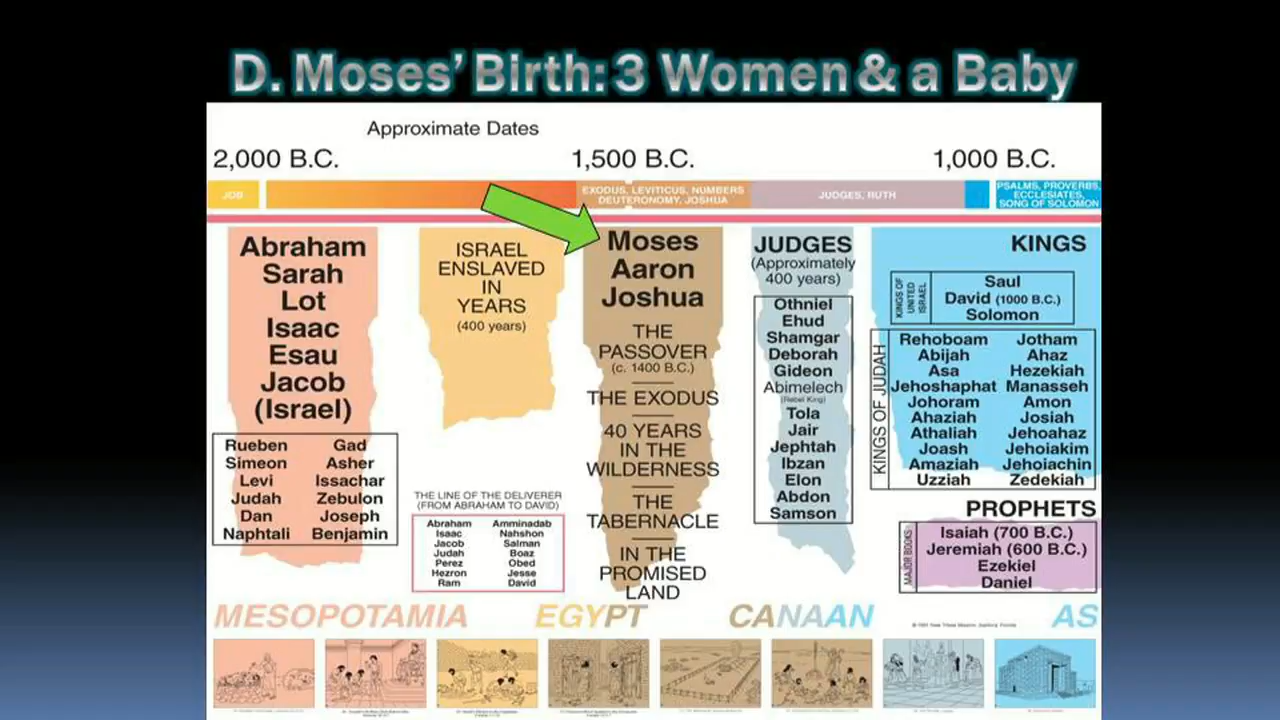 D. Moses' Birth: 3 Women & a Baby
Approximate Dates
2,000 B.C.
1,500 B.C.
1,000 B.C.
JOB
EXODUS, LEVITICUS, NUMBERS
DEUTERONOMY, JOSHUA
JUDGES, RUTH
PSALMS, PROVERBS,
ECCLESIATES,
SONG OF SOLOMON
Abraham
Sarah
Lot
Isaac
Esau
Jacob
(Israel)
Rueben Gad
Simeon Asher
Levi Issachar
Judah Zebulon
Dan Joseph
Naphtali Benjamin
ISRAEL
ENSLAVED
IN
YEARS
(400 years)
THE LINE OF THE DELIVERER
(FROM ABRAHAM TO DAVID)
Abraham Amminadab
Isaac Nahshon
Jacob Salman
Judah Boaz
Perez Obed
Hezron Jesse
Ram David
Moses
Aaron
Joshua
THE
PASSOVER
(c. 1400 B.C.)
THE EXODUS
40 YEARS
IN THE
WILDERNESS
THE
TABERNACLE
IN THE
PROMISED
LAND
JUDGES
(Approximately
400 years)
Othniel
Ehud
Shamgar
Deborah
Gideon
Abimelech
(Rebel King)
Tola
Jair
Jephtah
Ibzan
Elon
Abdon
Samson
KINGS
KINGS OF
UNITED
ISRAEL
Saul
David (1000 B.C.)
Solomon
KINGS OF JUDAH
Rehoboam Jotham
Abijah Ahaz
Asa Hezekiah
Jehoshaphat Manasseh
Johoram Amon
Ahaziah Josiah
Athaliah Jehoahaz
Joash Jehoiakim
Amaziah Jehoiachin
Uzziah Zedekiah
PROPHETS
MAJOR BOOKS
Isaiah (700 B.C.)
Jeremiah (600 B.C.)
Ezekiel
Daniel
MESOPOTAMIA
EGYPT
CANAAN
AS